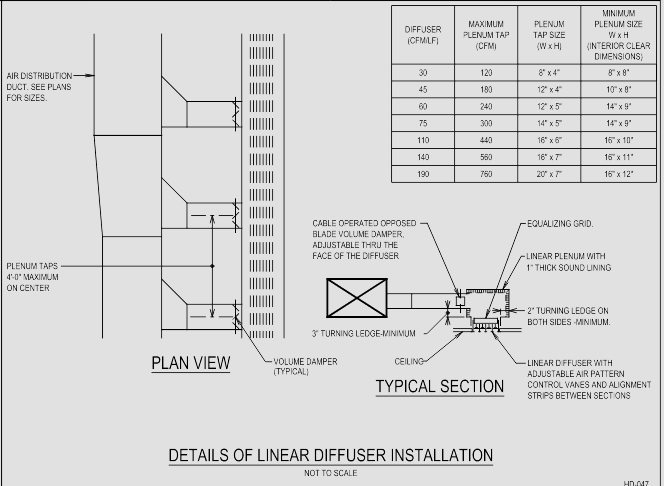 DIFFUSER
(CFM/LF)
MAXIMUM
PLENUM TAP
(CFM)
PLENUM
TAP SIZE
(W x H)
MINIMUM
PLENUM SIZE
W x H
(INTERIOR CLEAR
DIMENSIONS)
30 120 8" x 4" 8" x 8"
45 180 12" x 4" 10" x 8"
60 240 12" x 5" 14" x 9"
75 300 14" x 5" 14" x 9"
110 440 16" x 6" 16" x 10"
140 560 16" x 7" 16" x 11"
190 760 20" x 7" 16" x 12"
AIR DISTRIBUTION
DUCT. SEE PLANS
FOR SIZES.
PLENUM TAPS
4'-0" MAXIMUM
ON CENTER
PLAN VIEW
VOLUME DAMPER
(TYPICAL)
CABLE OPERATED OPPOSED
BLADE VOLUME DAMPER,
ADJUSTABLE THRU THE
FACE OF THE DIFFUSER
EQUALIZING GRID.
LINEAR PLENUM WITH
1" THICK SOUND LINING
2" TURNING LEDGE ON
BOTH SIDES -MINIMUM.
3" TURNING LEDGE-MINIMUM
CEILING
LINEAR DIFFUSER WITH
ADJUSTABLE AIR PATTERN
CONTROL VANES AND ALIGNMENT
STRIPS BETWEEN SECTIONS
TYPICAL SECTION
DETAILS OF LINEAR DIFFUSER INSTALLATION
NOT TO SCALE
HD-047